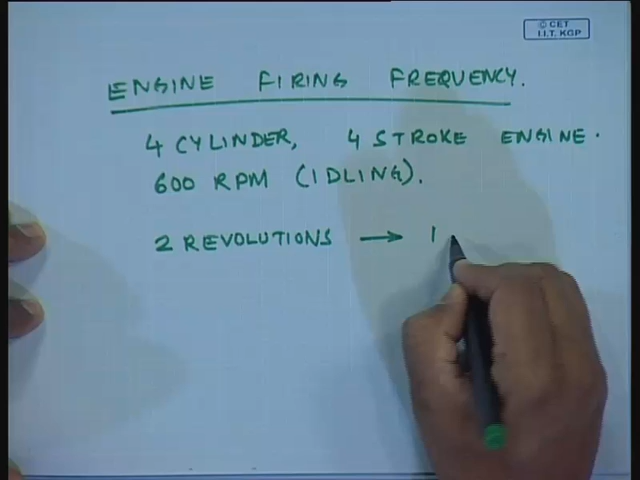 © CET
I.I.T. KGP
ENGINE FIRING FREQUENCY.
4 CYLINDER, 4 STROKE ENGINE.
600 RPM (IDLING).
2 REVOLUTIONS → 1